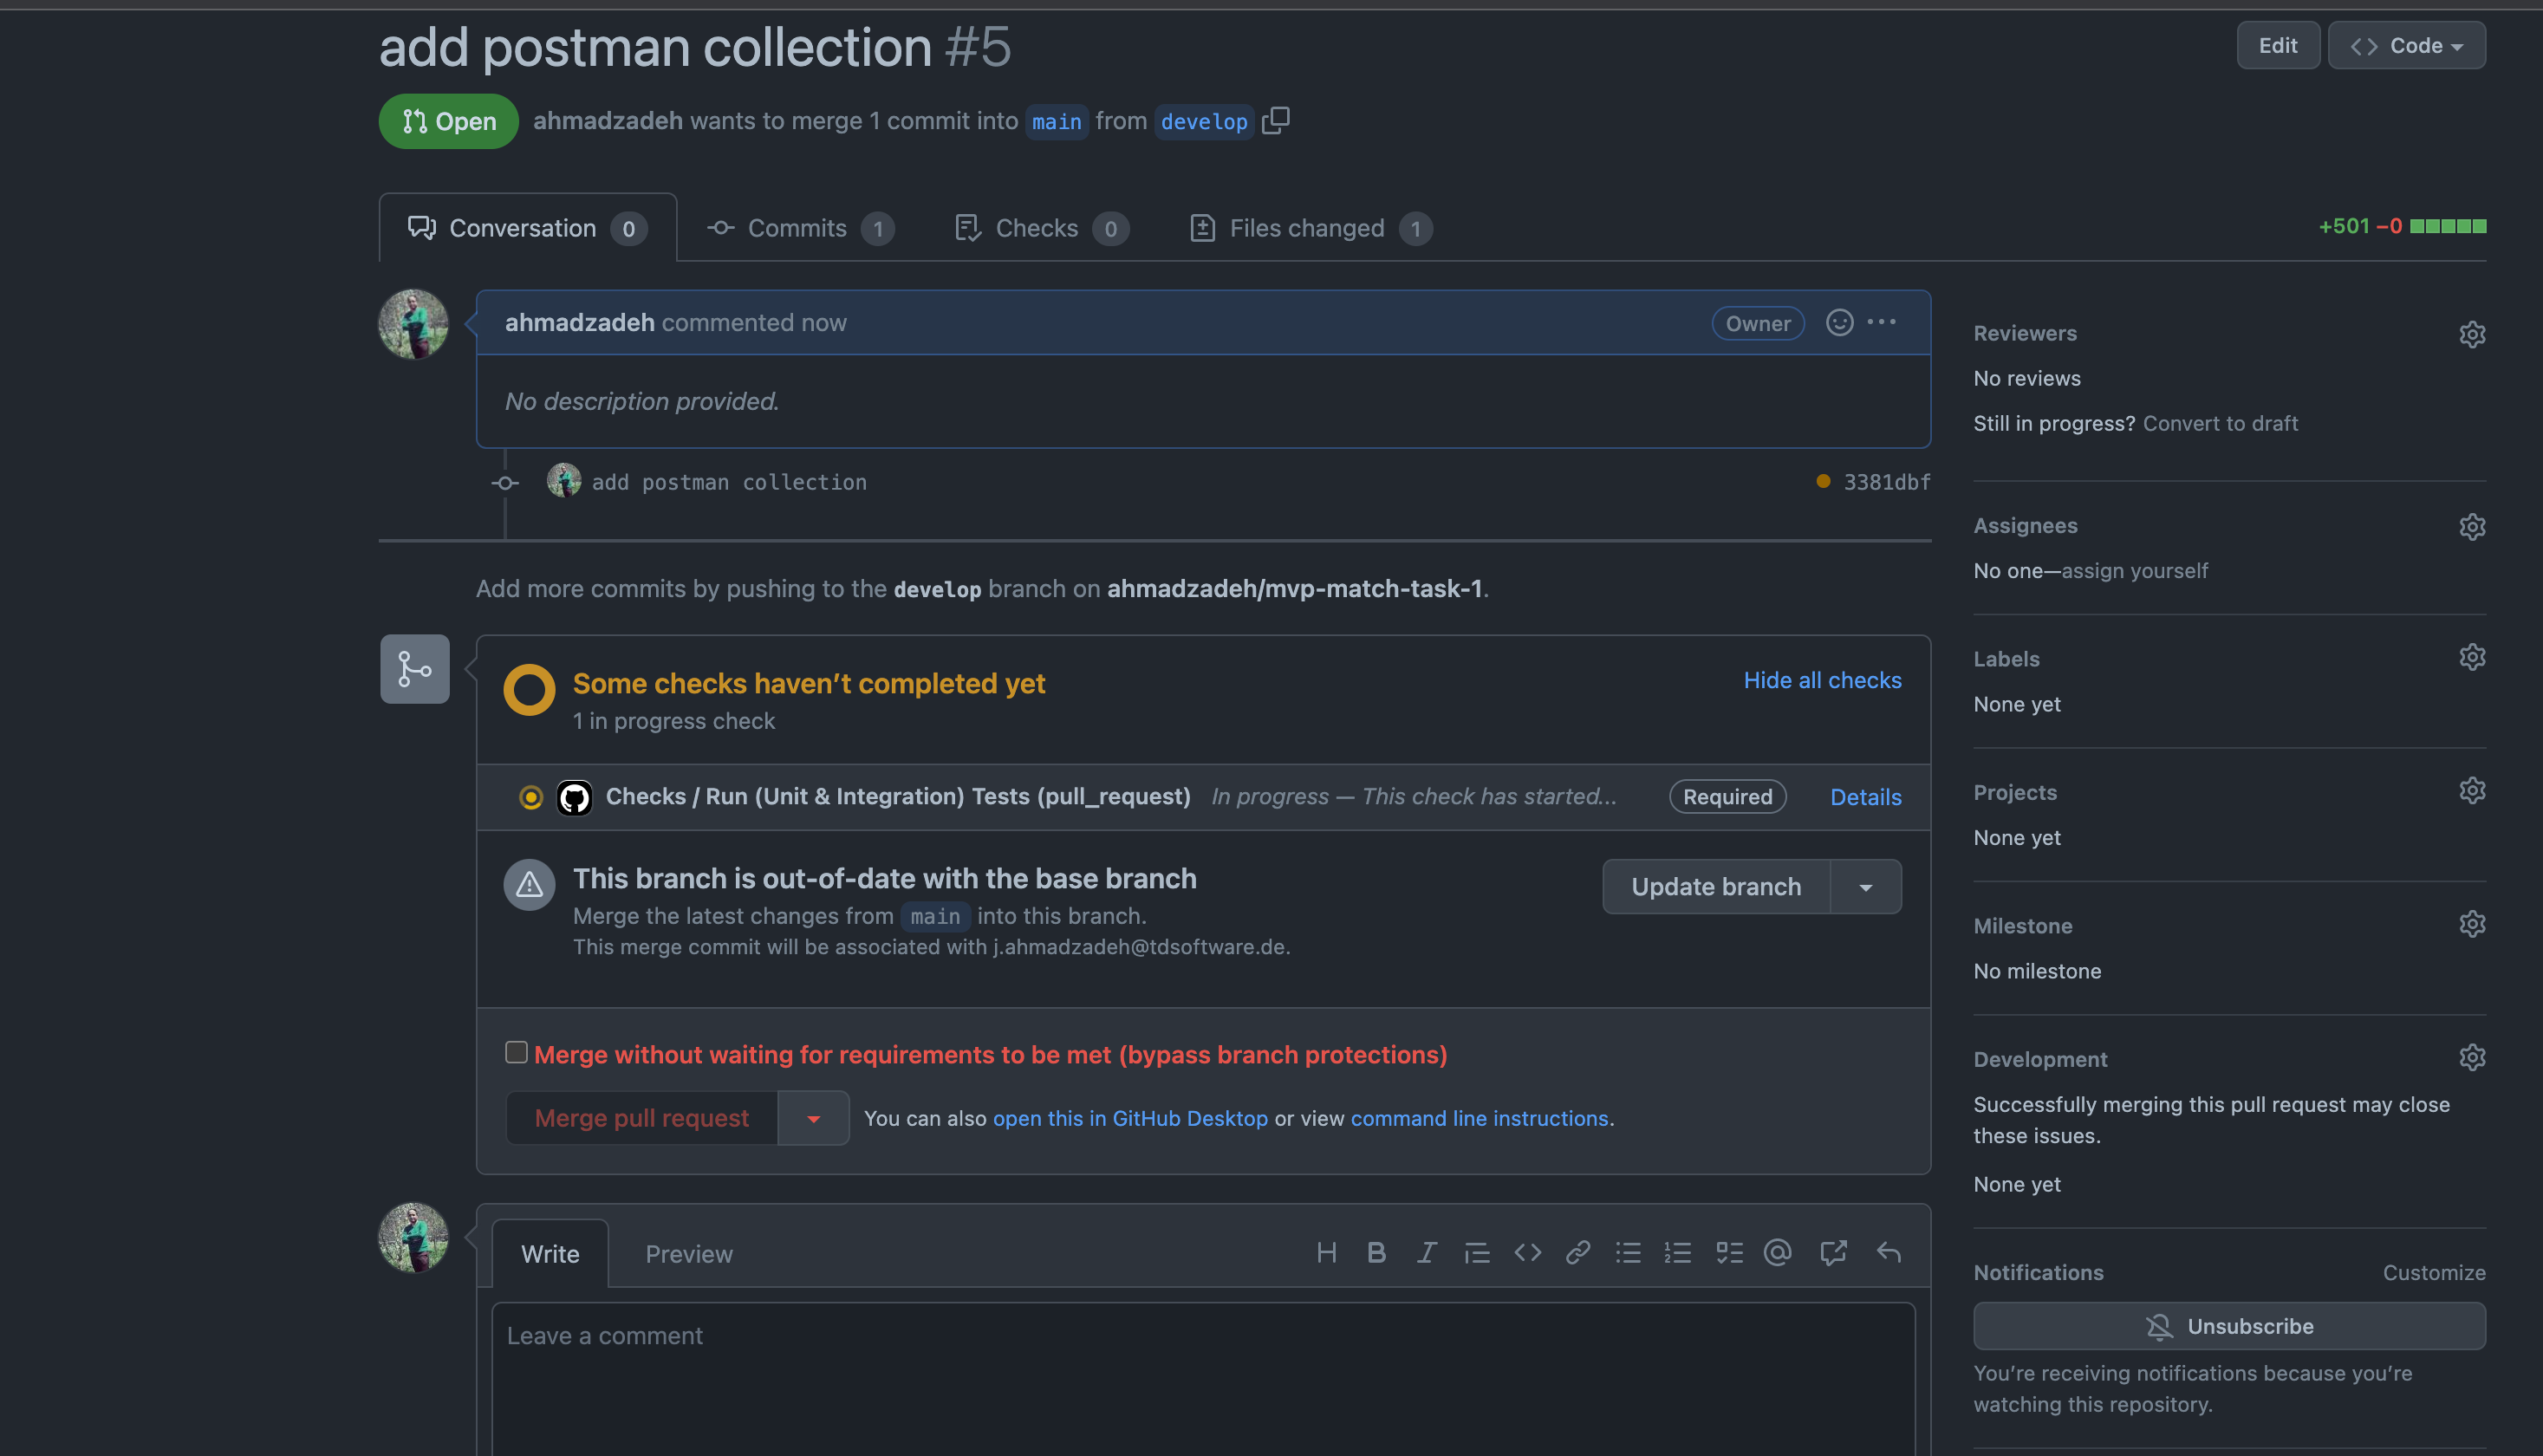 add postman collection #5
Edit
Code
Open
ahmadzadeh wants to merge 1 commit into main from develop
Conversation 0
Commits 1
Checks 0
Files changed 1
+501 −0
ahmadzadeh commented now
Owner
No description provided.
add postman collection
3381dbf
Add more commits by pushing to the develop branch on ahmadzadeh/mvp-match-task-1.
Some checks haven’t completed yet
1 in progress check
Hide all checks
Checks / Run (Unit & Integration) Tests (pull_request) In progress — This check has started...
Required
Details
This branch is out-of-date with the base branch
Merge the latest changes from main into this branch.
This merge commit will be associated with j.ahmadzadeh@tdsoftware.de.
Update branch
Merge without waiting for requirements to be met (bypass branch protections)
Merge pull request
You can also open this in GitHub Desktop or view command line instructions.
Write
Preview
Leave a comment
Reviewers
No reviews
Still in progress? Convert to draft
Assignees
No one—assign yourself
Labels
None yet
Projects
None yet
Milestone
No milestone
Development
Successfully merging this pull request may close
these issues.
None yet
Notifications
Customize
Unsubscribe
You’re receiving notifications because you’re
watching this repository.